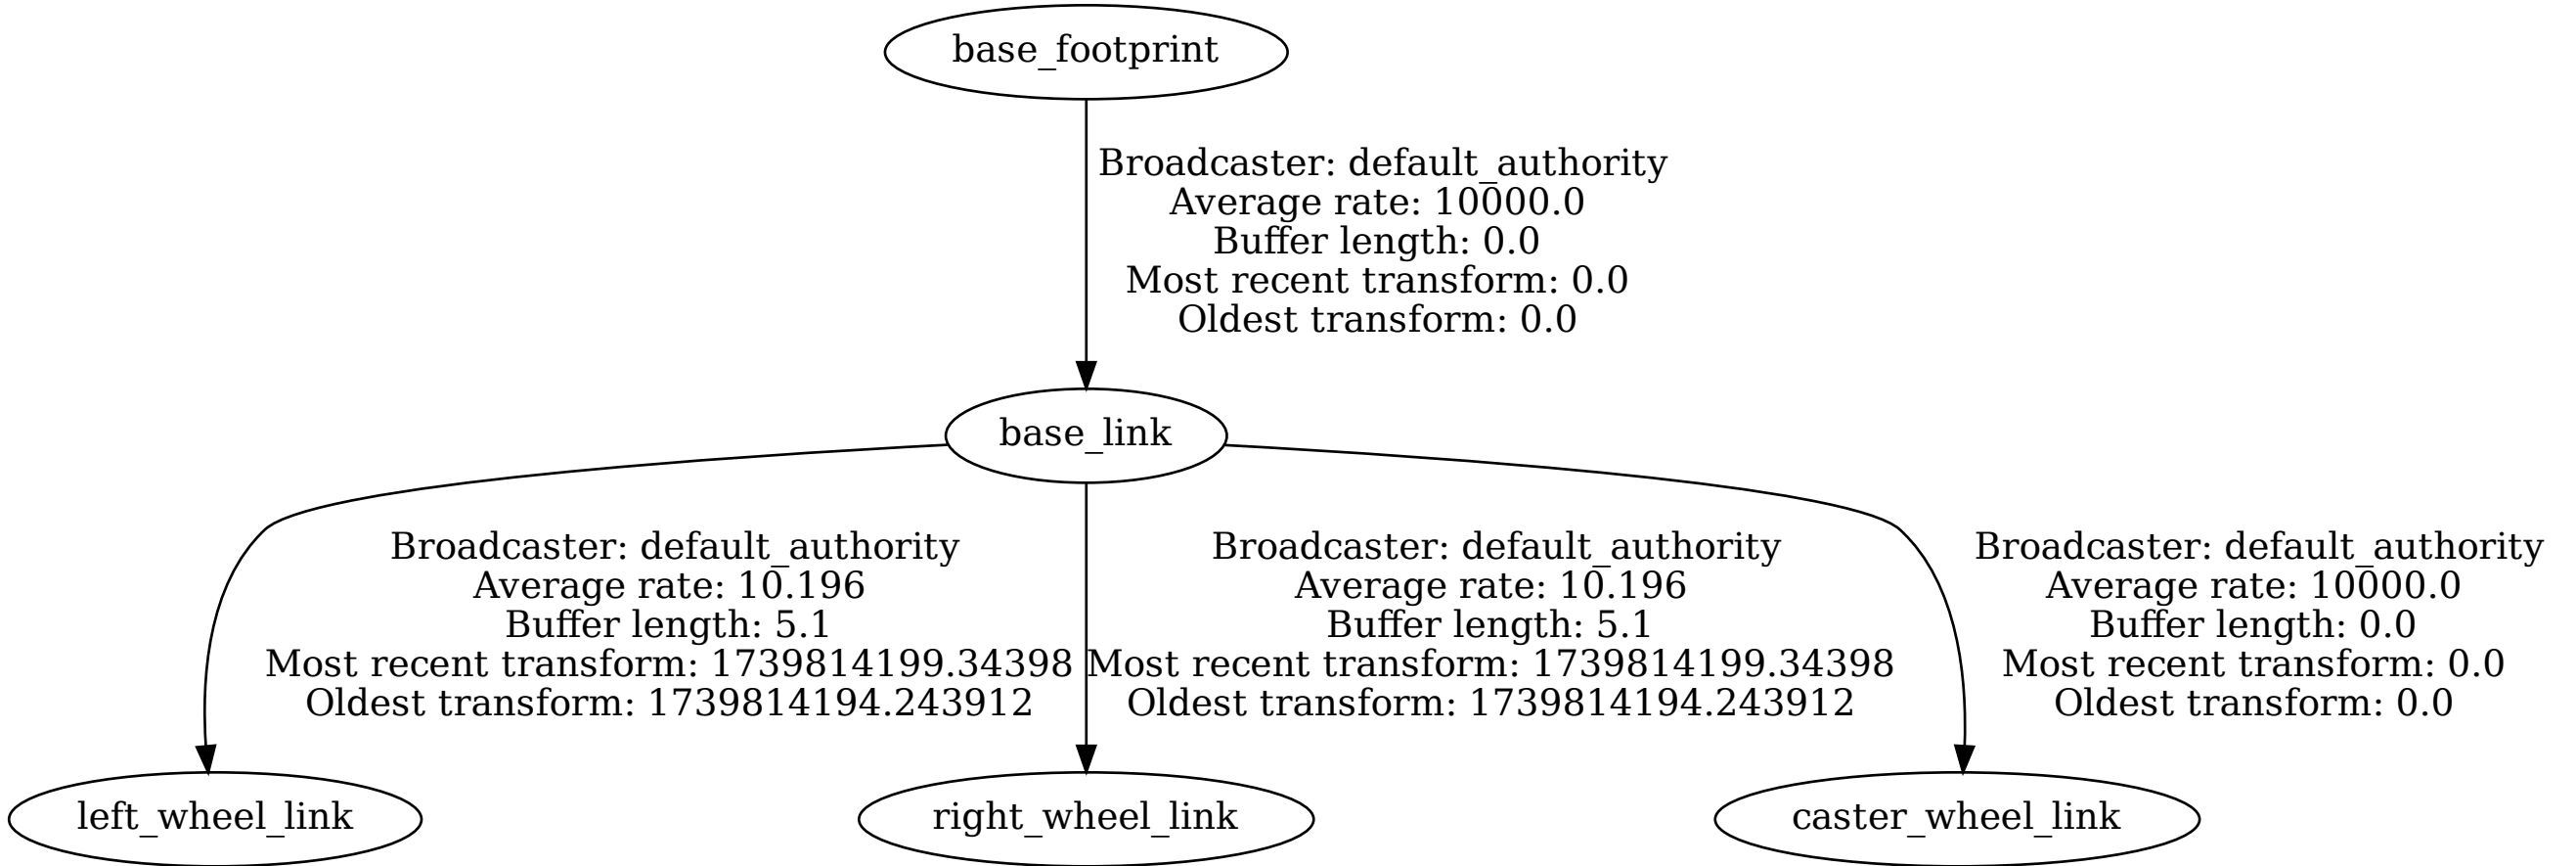 base_footprint
Broadcaster: default_authority
Average rate: 10000.0
Buffer length: 0.0
Most recent transform: 0.0
Oldest transform: 0.0
base_link
Broadcaster: default_authority
Average rate: 10.196
Buffer length: 5.1
Most recent transform: 1739814199.34398
Oldest transform: 1739814194.243912
Broadcaster: default_authority
Average rate: 10.196
Buffer length: 5.1
Most recent transform: 1739814199.34398
Oldest transform: 1739814194.243912
Broadcaster: default_authority
Average rate: 10000.0
Buffer length: 0.0
Most recent transform: 0.0
Oldest transform: 0.0
left_wheel_link
right_wheel_link
caster_wheel_link